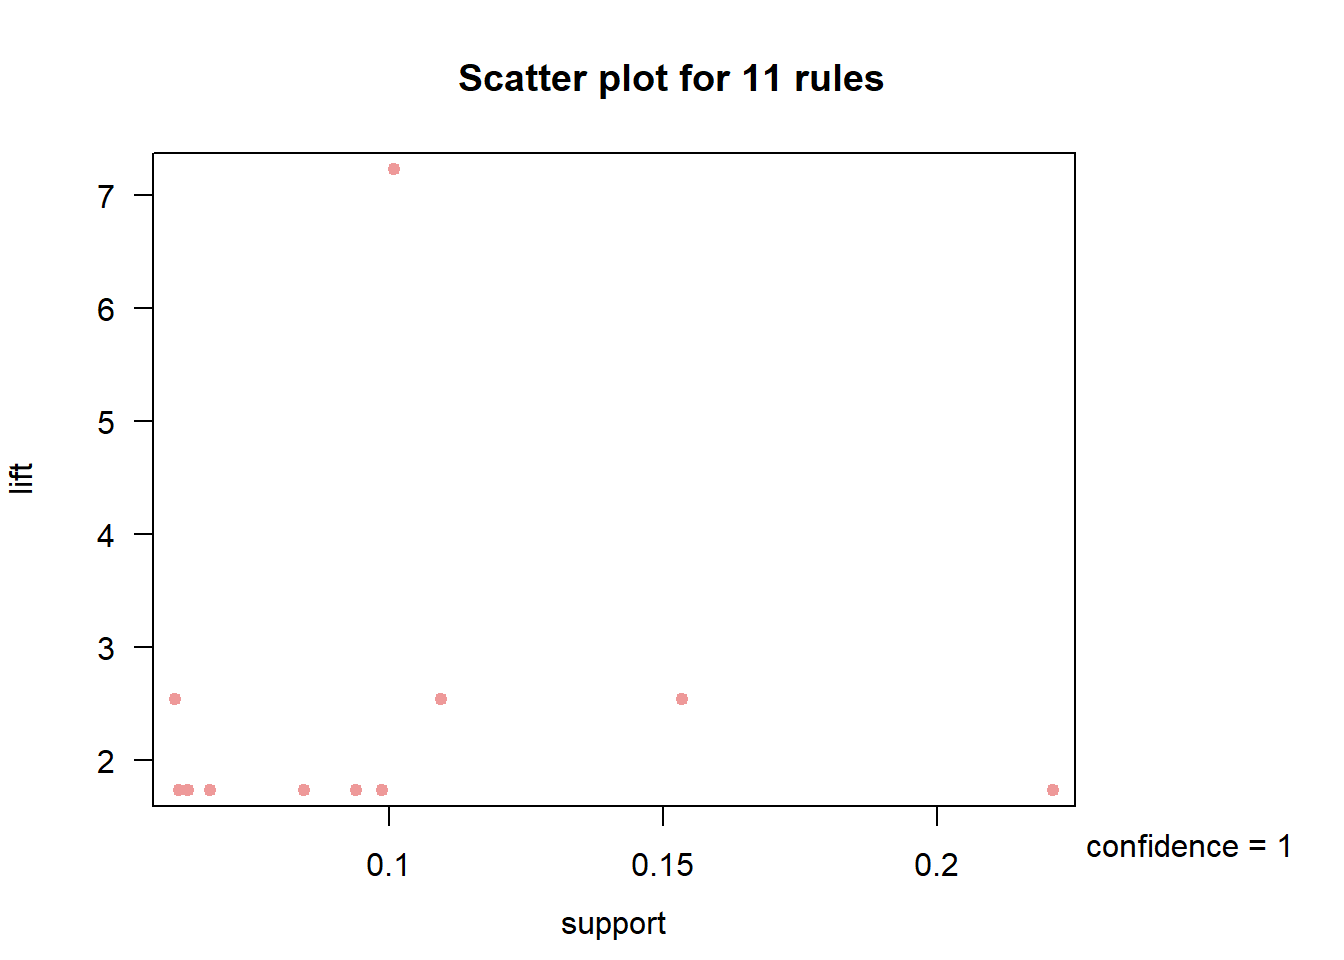 Scatter plot for 11 rules
7
6
5
4
3
2
lift
0.1
0.15
0.2
confidence = 1
support